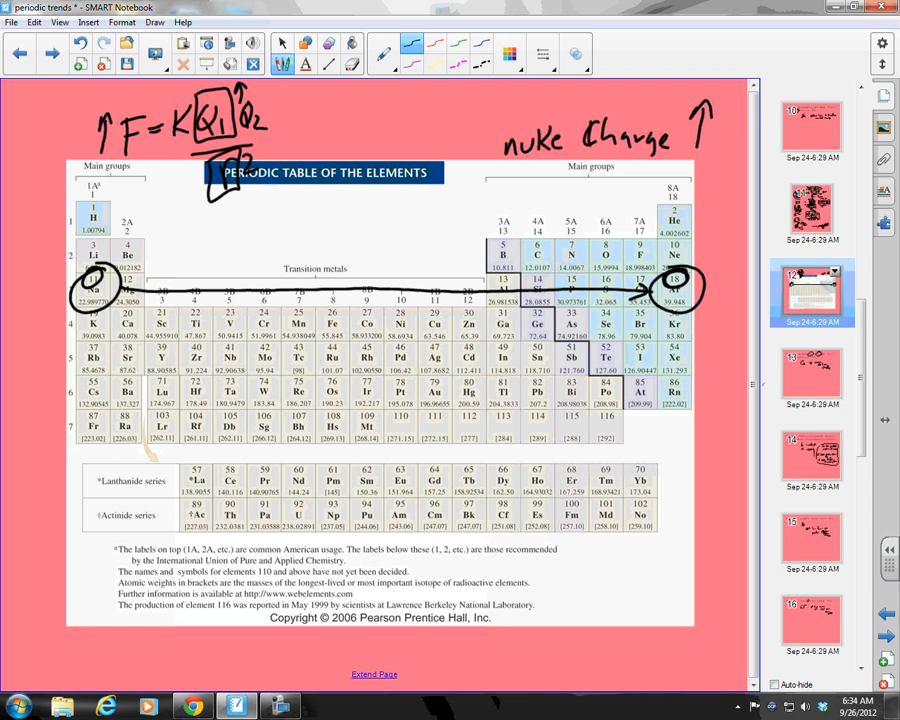 periodic trends * - SMART Notebook
File Edit View Insert Format Draw Help
↑ F = K Q1 ↑ Q2
r2
nuke Charge ↑
PERIODIC TABLE OF THE ELEMENTS
Main groups Main groups
1Aª 8A
1 18
2A 3A 4A 5A 6A 7A
2 13 14 15 16 17
Transition metals
3 4 5 6 7 8 9 10 11 12
1 1 2
H He
1.00794 4.002602
2 3 4 5 6 7 8 9 10
Li Be B C N O F Ne
012182 10.811 12.0107 14.0067 15.9994 18.998403
11 12 13 14 15 16 17 18
Na
22.989770 24.3050 26.981538 28.0855 30.973761 32.065 39.948
4 19 20 21 22 23 24 25 26 27 28 29 30 31 32 33 34 35 36
K Ca Sc Ti V Cr Mn Fe Co Ni Cu Zn Ga Ge As Se Br Kr
39.0983 40.078 44.955910 47.867 50.9415 51.9961 54.938049 55.845 58.933200 58.6934 63.546 65.39 69.723 72.64 74.92160 78.96 79.904 83.80
5 37 38 39 40 41 42 43 44 45 46 47 48 49 50 51 52 53 54
Rb Sr Y Zr Nb Mo Tc Ru Rh Pd Ag Cd In Sn Sb Te I Xe
85.4678 87.62 88.90585 91.224 92.90638 95.94 [98] 101.07 102.90550 106.42 107.8682 112.411 114.818 118.710 121.760 127.60 126.90447 131.293
6 55 56 71 72 73 74 75 76 77 78 79 80 81 82 83 84 85 86
Cs Ba Lu Hf Ta W Re Os Ir Pt Au Hg Tl Pb Bi Po At Rn
132.90545 137.327 174.967 178.49 180.9479 183.84 186.207 190.23 192.217 195.078 196.96655 200.59 204.3833 207.2 208.98038 [208.98] [209.99] [222.02]
7 87 88 103 104 105 106 107 108 109 110 111 112 113 114 115 116
Fr Ra Lr Rf Db Sg Bh Hs Mt
[223.02] [226.03] [262.11] [261.11] [262.11] [266.12] [264.12] [269.13] [268.14] [271.15] [272.15] [277] [284] [289] [288] [292]
57 58 59 60 61 62 63 64 65 66 67 68 69 70
*Lanthanide series *La Ce Pr Nd Pm Sm Eu Gd Tb Dy Ho Er Tm Yb
138.9055 140.116 140.90765 144.24 [145] 150.36 151.964 157.25 158.92534 162.50 164.93032 167.259 168.93421 173.04
89 90 91 92 93 94 95 96 97 98 99 100 101 102
†Actinide series †Ac Th Pa U Np Pu Am Cm Bk Cf Es Fm Md No
[227.03] 232.0381 231.03588 238.02891 [237.05] [244.06] [243.06] [247.07] [247.07] [251.08] [252.08] [257.10] [258.10] [259.10]
ªThe labels on top (1A, 2A, etc.) are common American usage. The labels below these (1, 2, etc.) are those recommended
by the International Union of Pure and Applied Chemistry.
The names and symbols for elements 110 and above have not yet been decided.
Atomic weights in brackets are the masses of the longest-lived or most important isotope of radioactive elements.
Further information is available at http://www.webelements.com
The production of element 116 was reported in May 1999 by scientists at Lawrence Berkeley National Laboratory.
Copyright © 2006 Pearson Prentice Hall, Inc.
Extend Page
10
Sep 24-6:29 AM
11
Sep 24-6:29 AM
12
Sep 24-6:29 AM
13
Sep 24-6:29 AM
14
Sep 24-6:29 AM
15
Sep 24-6:29 AM
16
Sep 24-6:29 AM
Auto-hide
6:34 AM
9/26/2012